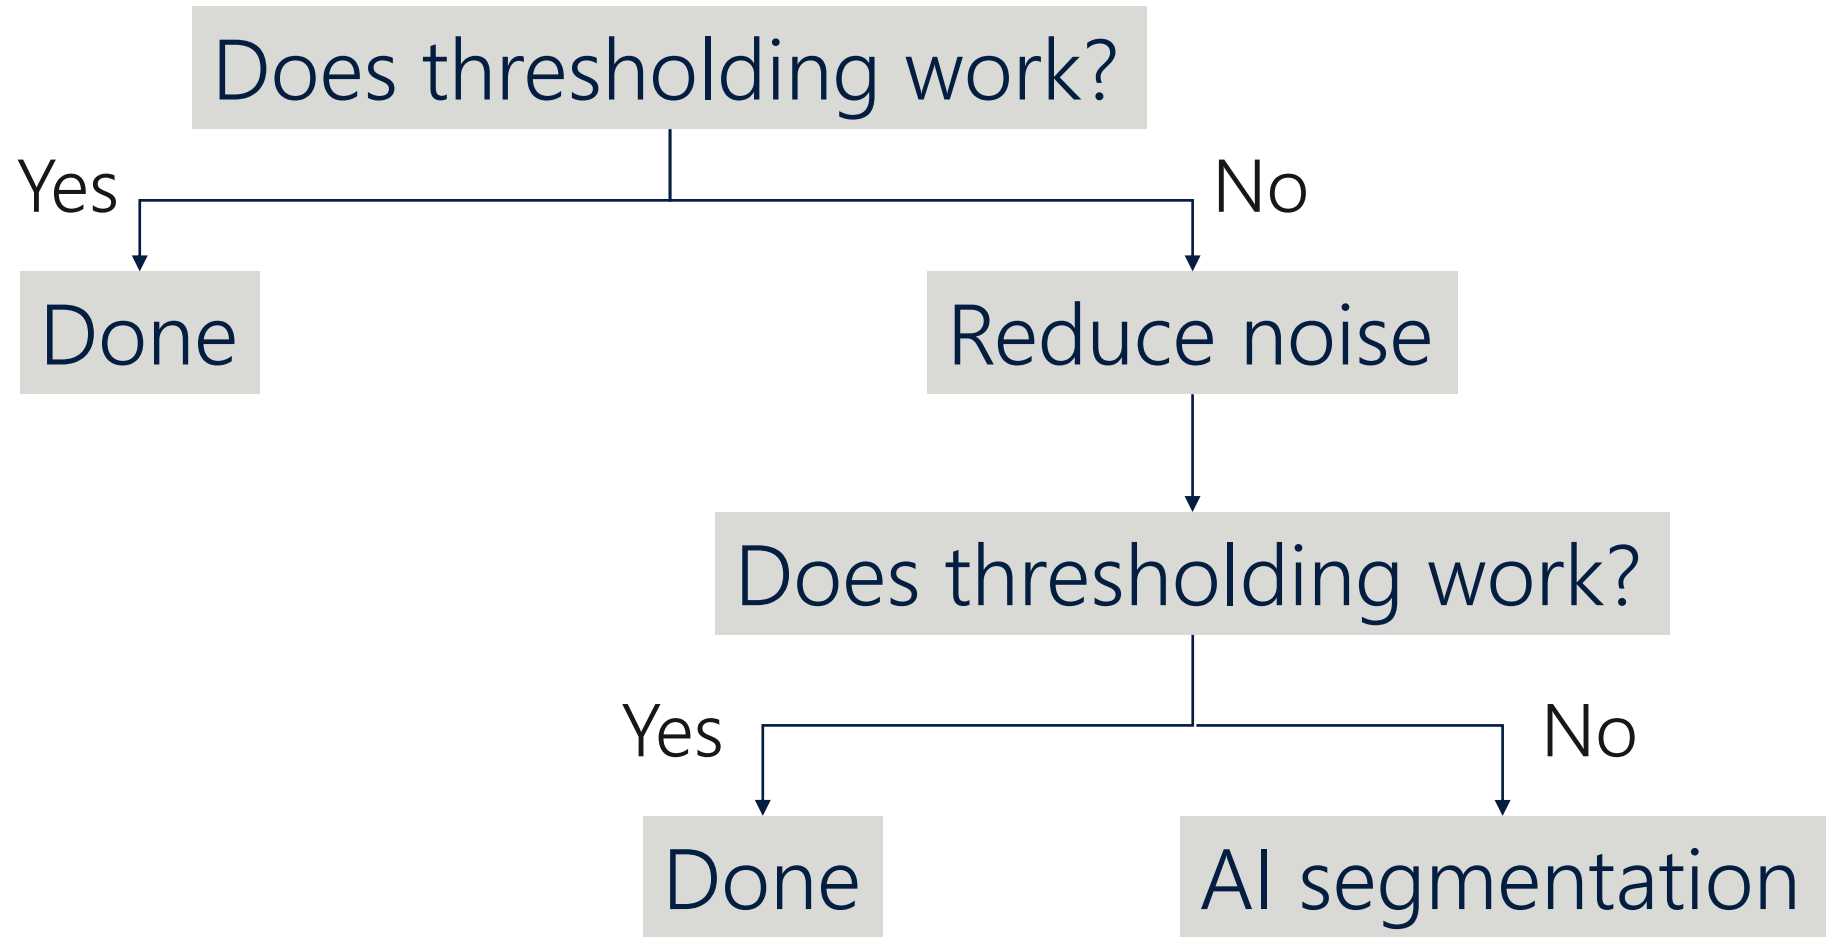 Does thresholding work?
Yes
No
Done
Reduce noise
Does thresholding work?
Yes
No
Done
AI segmentation